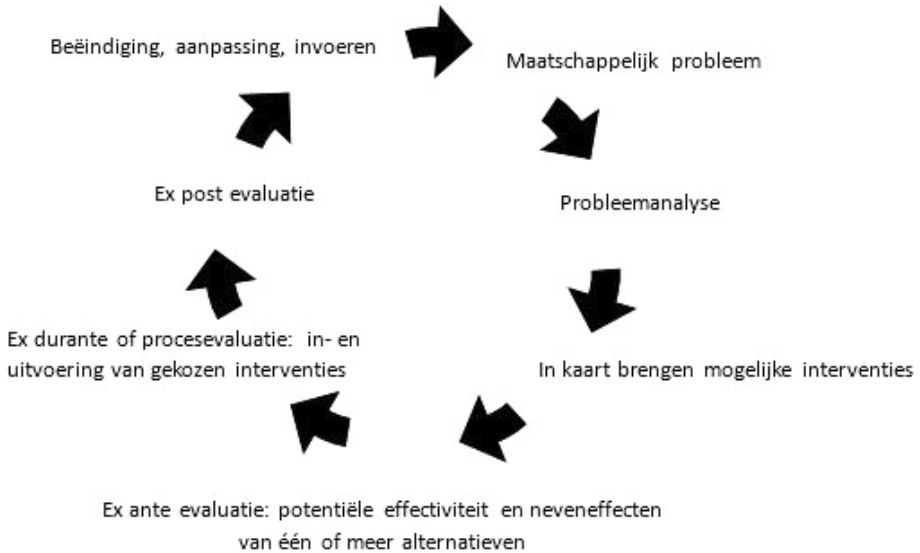 Beëindiging, aanpassing, invoeren
Maatschappelijk probleem
Probleemanalyse
In kaart brengen mogelijke interventies
Ex ante evaluatie: potentiële effectiviteit en neveneffecten
van één of meer alternatieven
Ex durante of procesevaluatie: in- en
uitvoering van gekozen interventies
Ex post evaluatie